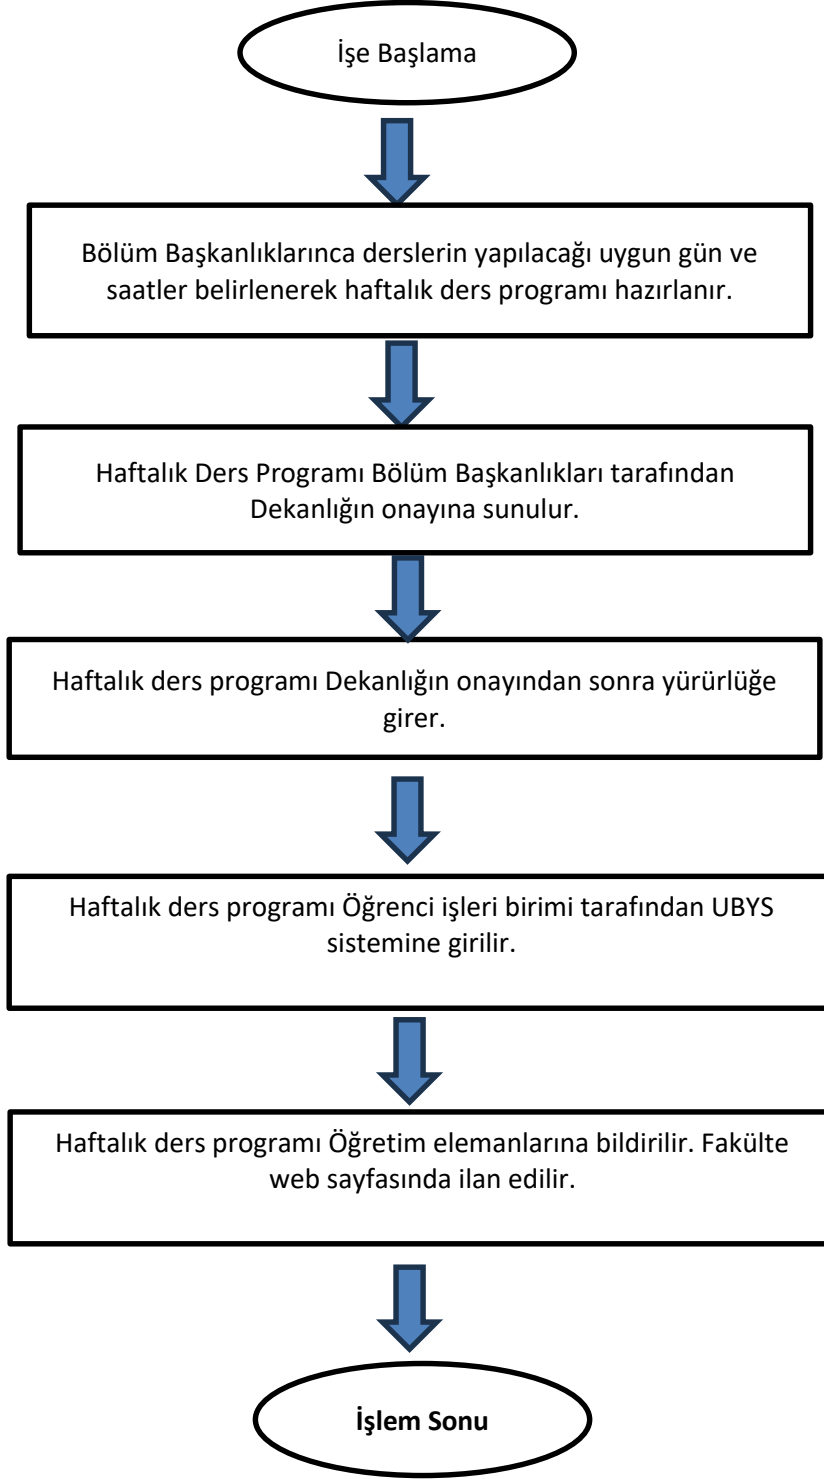 İşe Başlama
Bölüm Başkanlıklarınca derslerin yapılacağı uygun gün ve
saatler belirlenerek haftalık ders programı hazırlanır.
Haftalık Ders Programı Bölüm Başkanlıkları tarafından
Dekanlığın onayına sunulur.
Haftalık ders programı Dekanlığın onayından sonra yürürlüğe
girer.
Haftalık ders programı Öğrenci işleri birimi tarafından UBYS
sistemine girilir.
Haftalık ders programı Öğretim elemanlarına bildirilir. Fakülte
web sayfasında ilan edilir.
İşlem Sonu